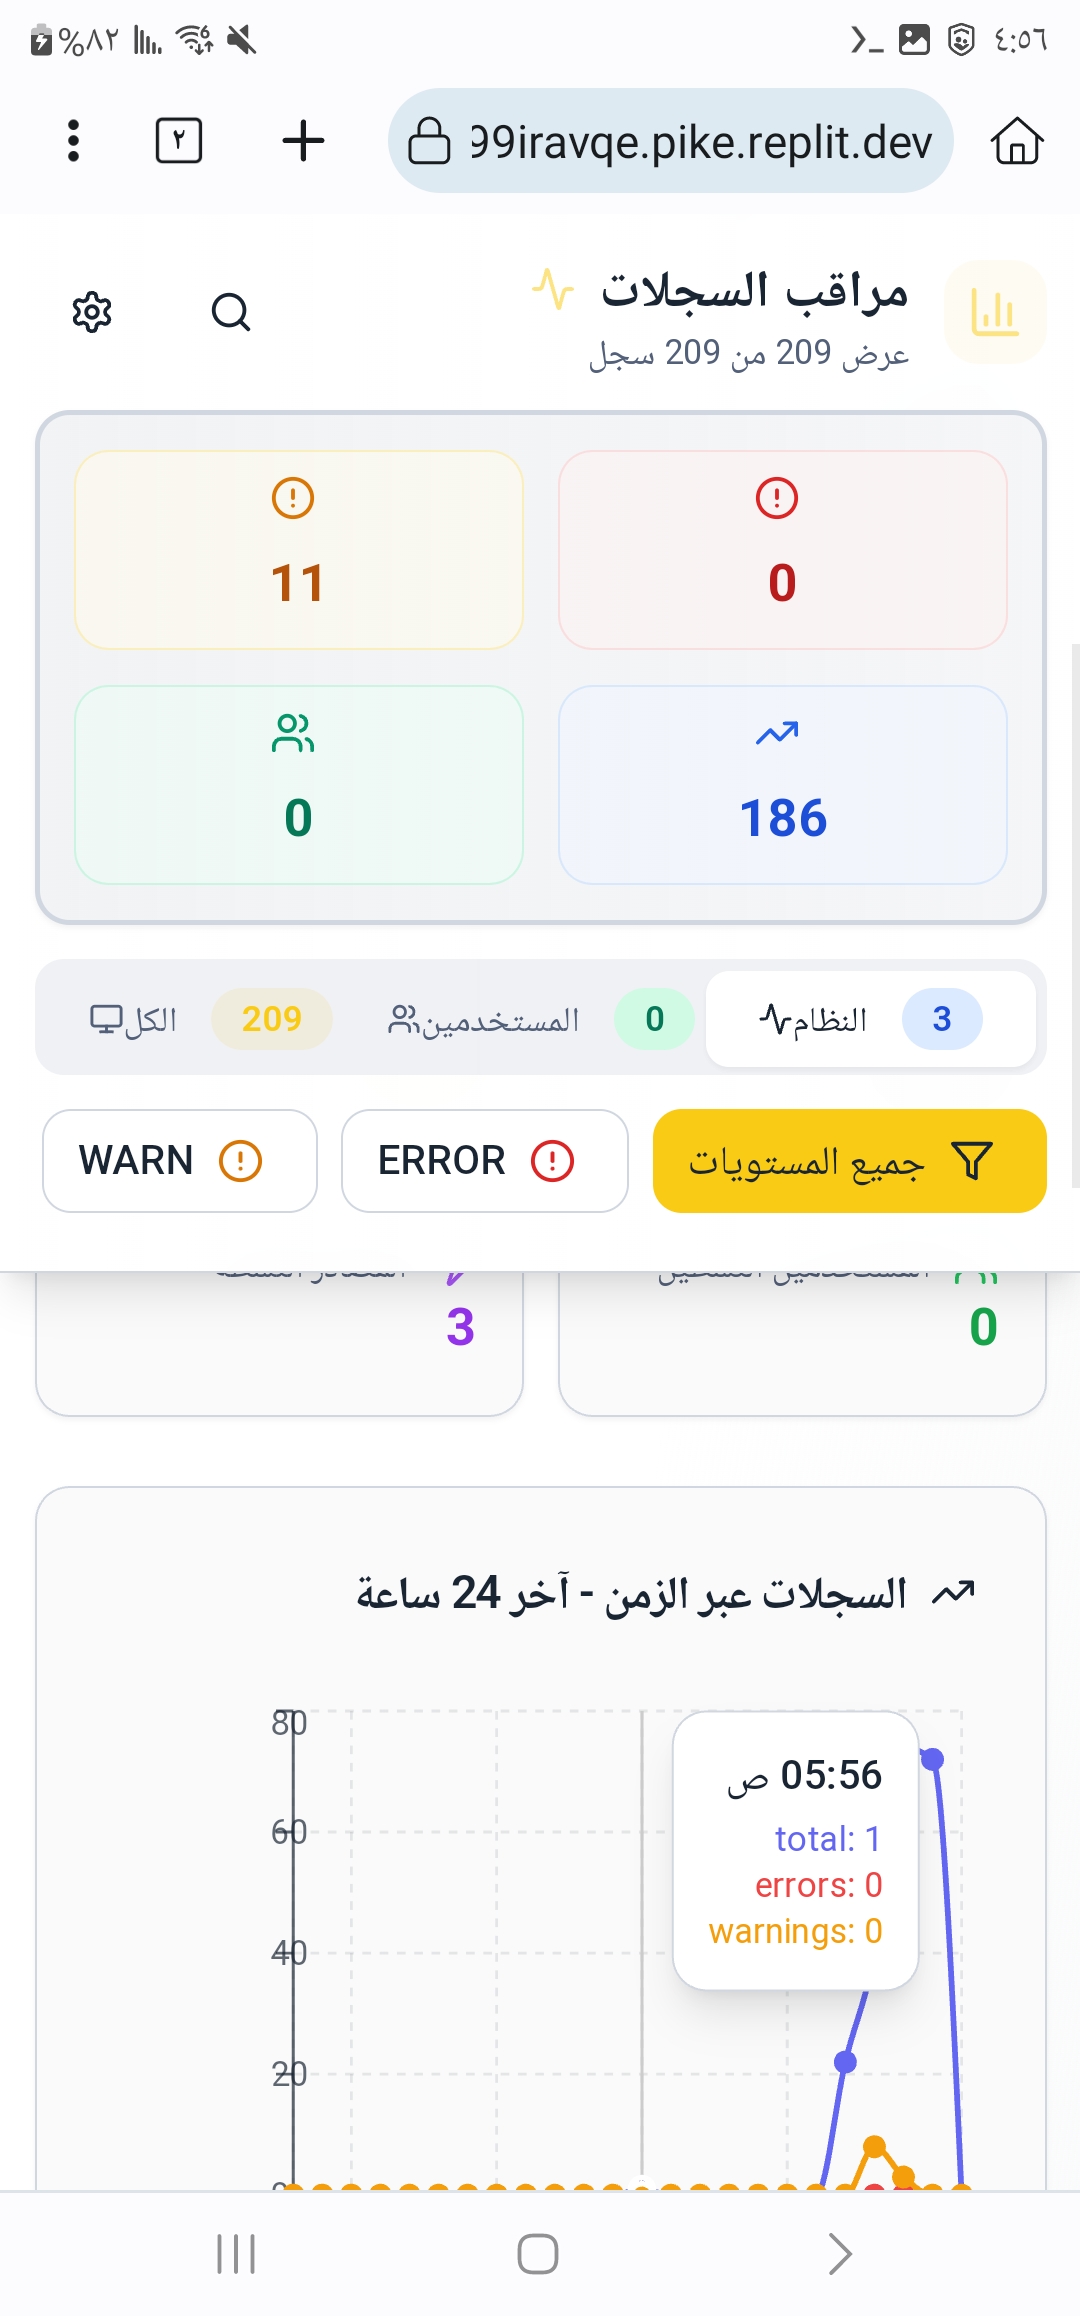 %٨٢
٤:٥٦
٢
99iravqe.pike.replit.dev
مراقب السجلات
عرض 209 من 209 سجل
0
11
186
0
3 النظام
0 المستخدمين
209 الكل
جميع المستويات
ERROR
WARN
0
3
السجلات عبر الزمن - آخر 24 ساعة
80
60
40
20
05:56 ص
total: 1
errors: 0
warnings: 0